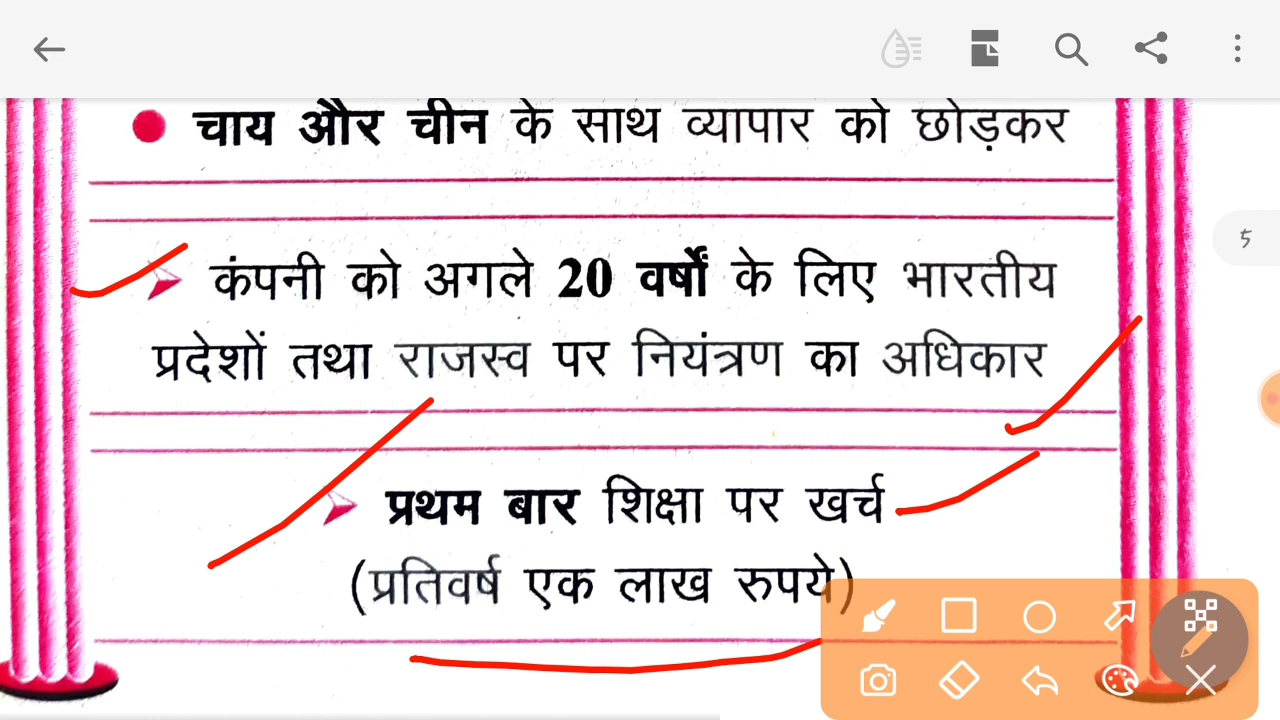 ● चाय और चीन के साथ व्यापार को छोड़कर
➢ कंपनी को अगले 20 वर्षों के लिए भारतीय
प्रदेशों तथा राजस्व पर नियंत्रण का अधिकार
➢ प्रथम बार शिक्षा पर खर्च
(प्रतिवर्ष एक लाख रुपये)
5